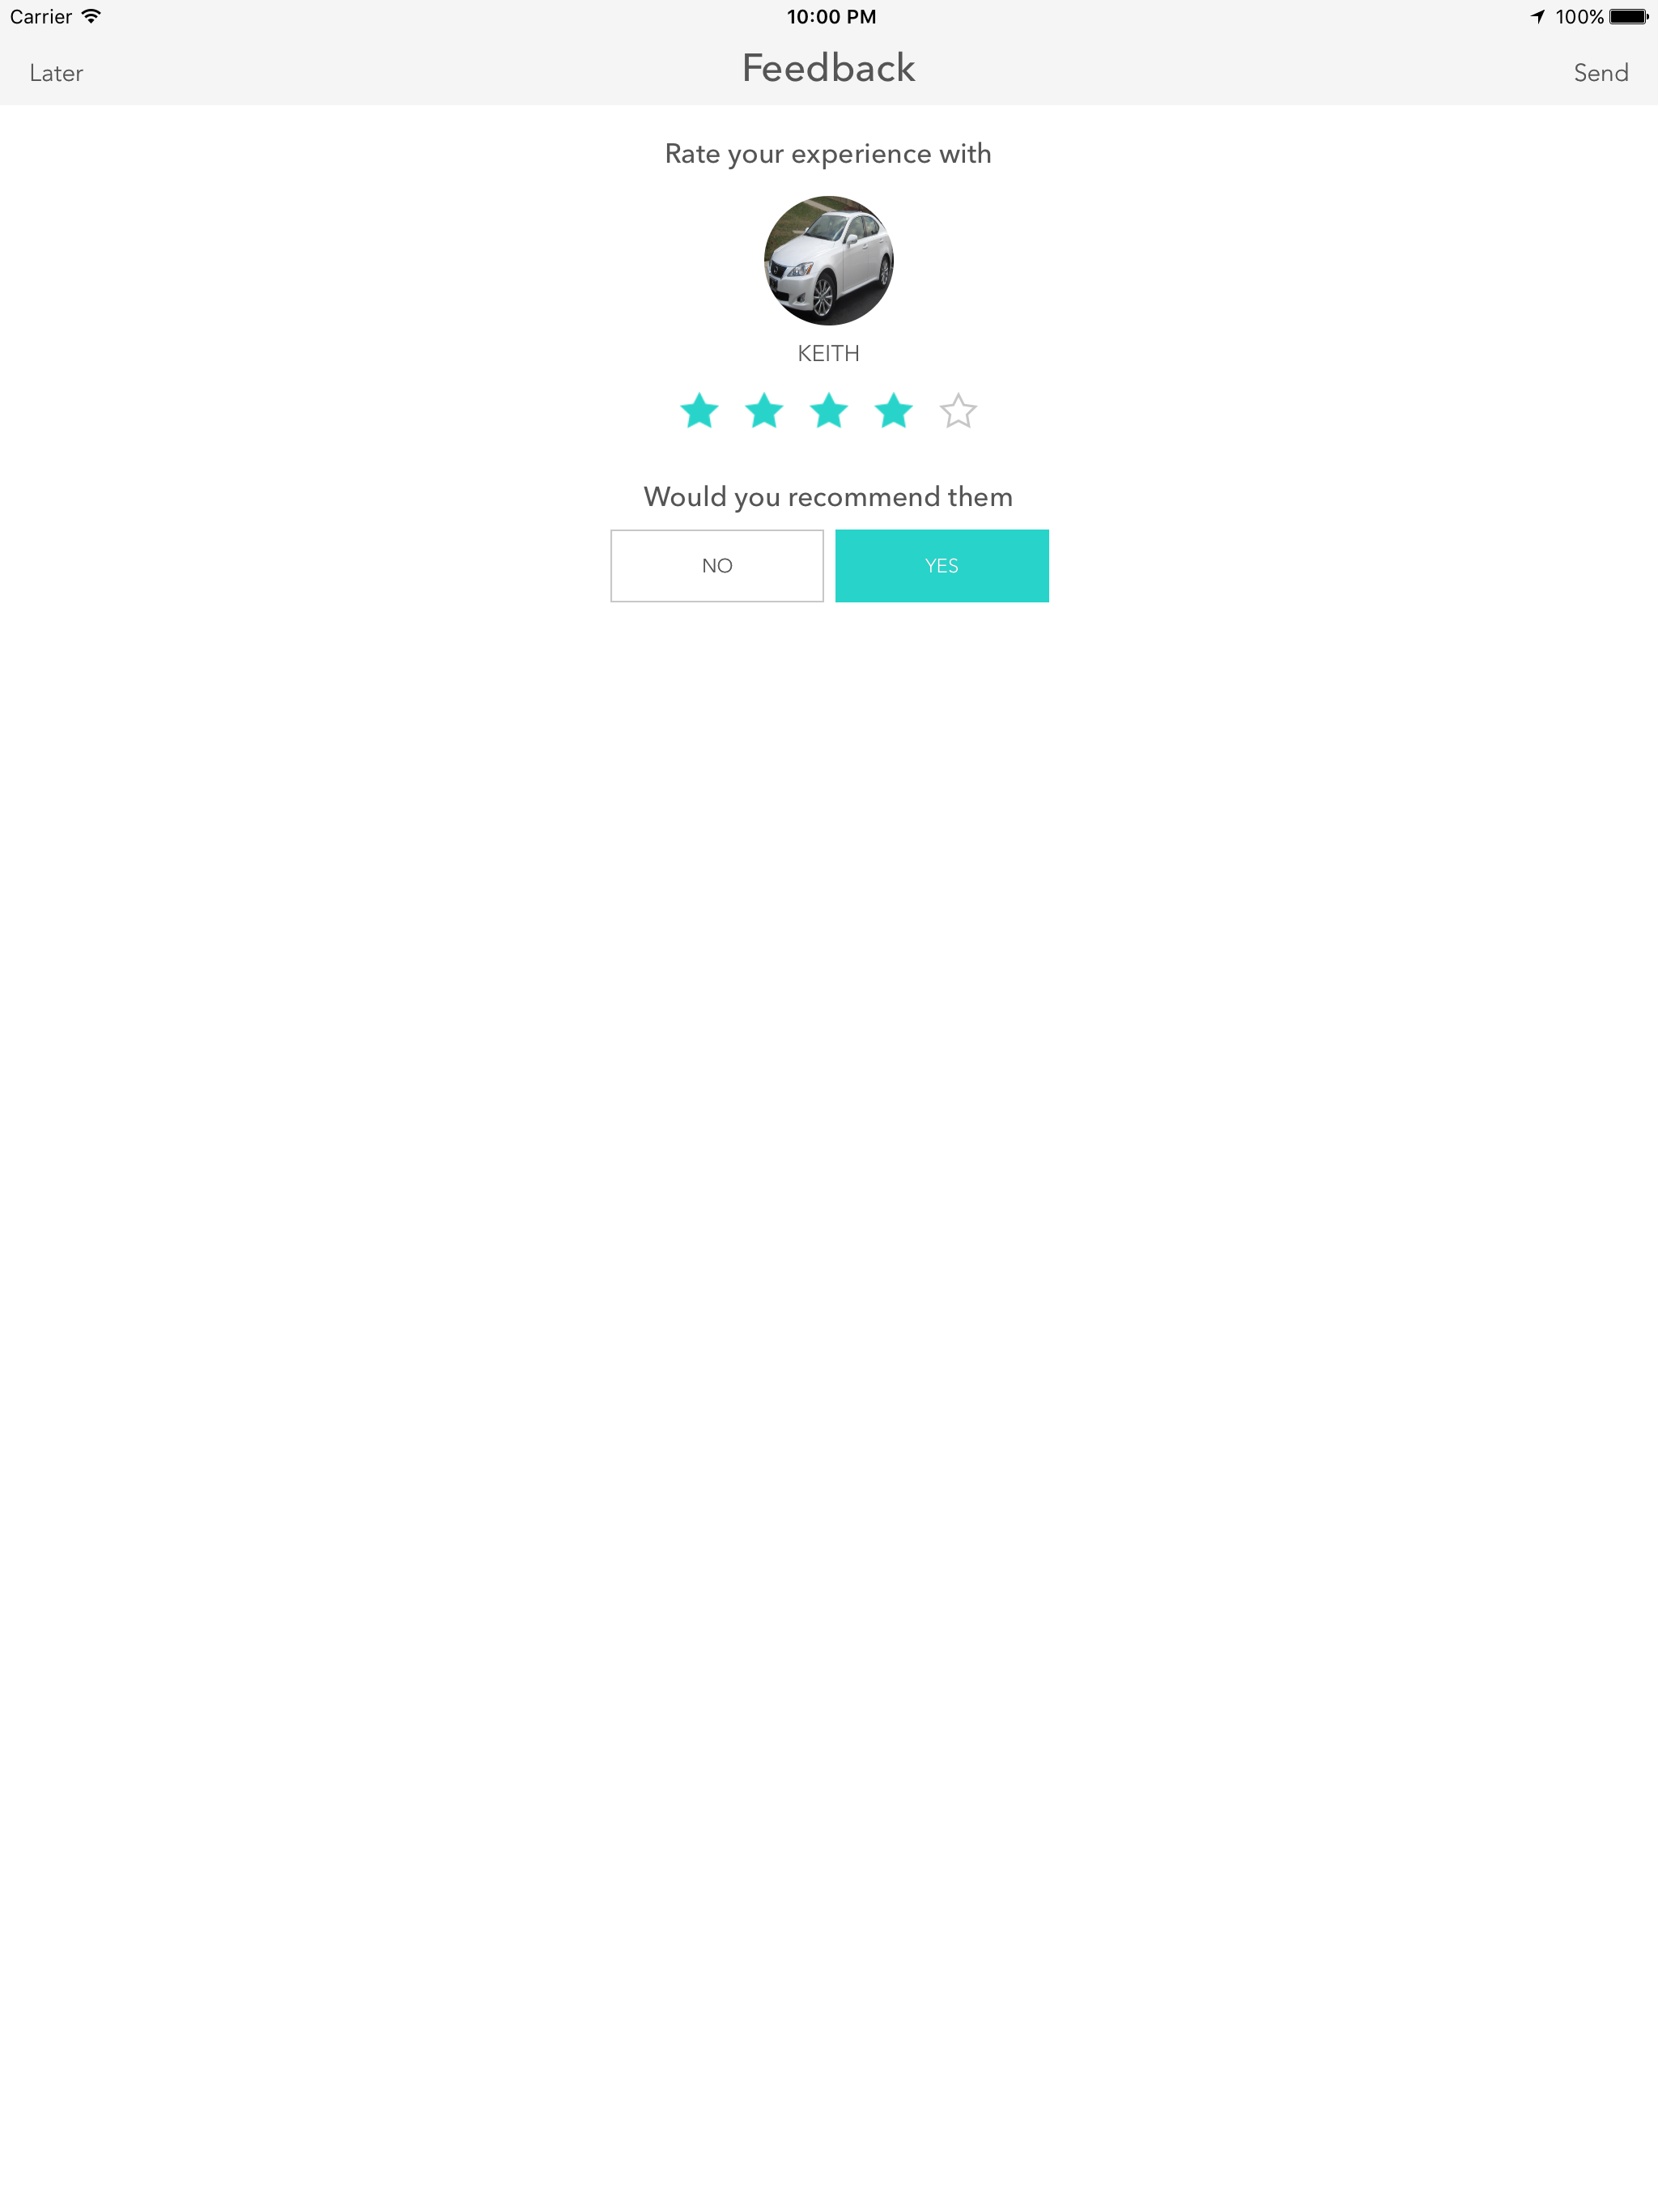 Carrier 10:00 PM 100%
Later Feedback Send
Rate your experience with
KEITH
Would you recommend them
NO YES